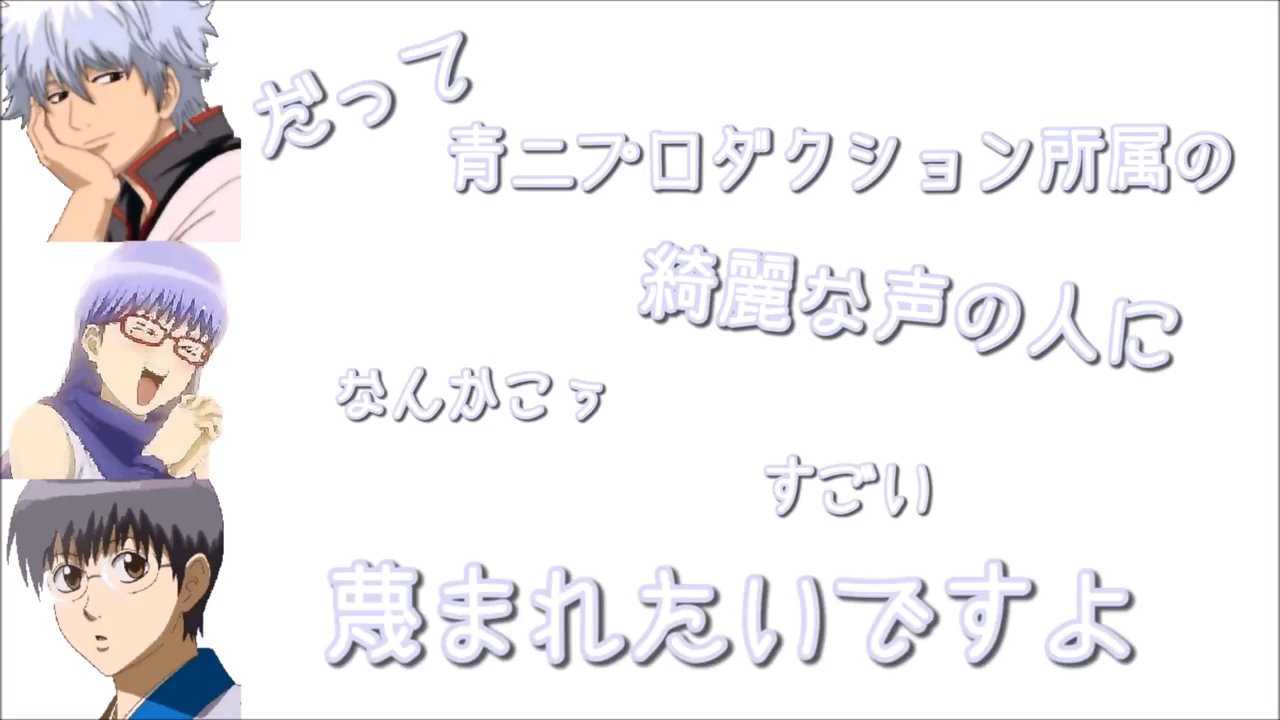 だって
青二プロダクション所属の
綺麗な声の人に
なんかこぅ
すごい
蔑まれたいですよ